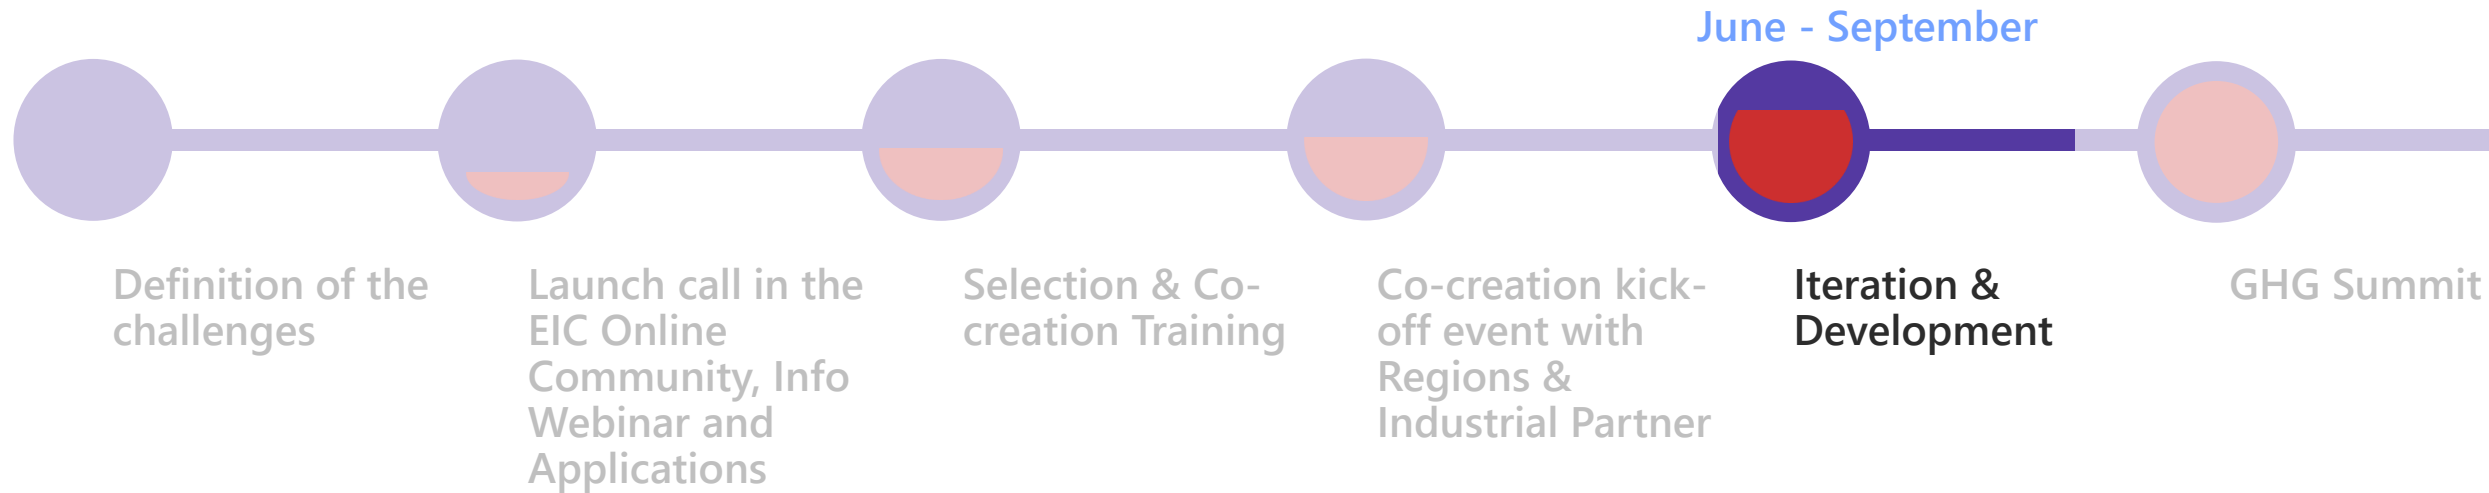 June - September
Definition of the
challenges
Launch call in the
EIC Online
Community, Info
Webinar and
Applications
Selection & Co-
creation Training
Co-creation kick-
off event with
Regions &
Industrial Partner
Iteration &
Development
GHG Summit